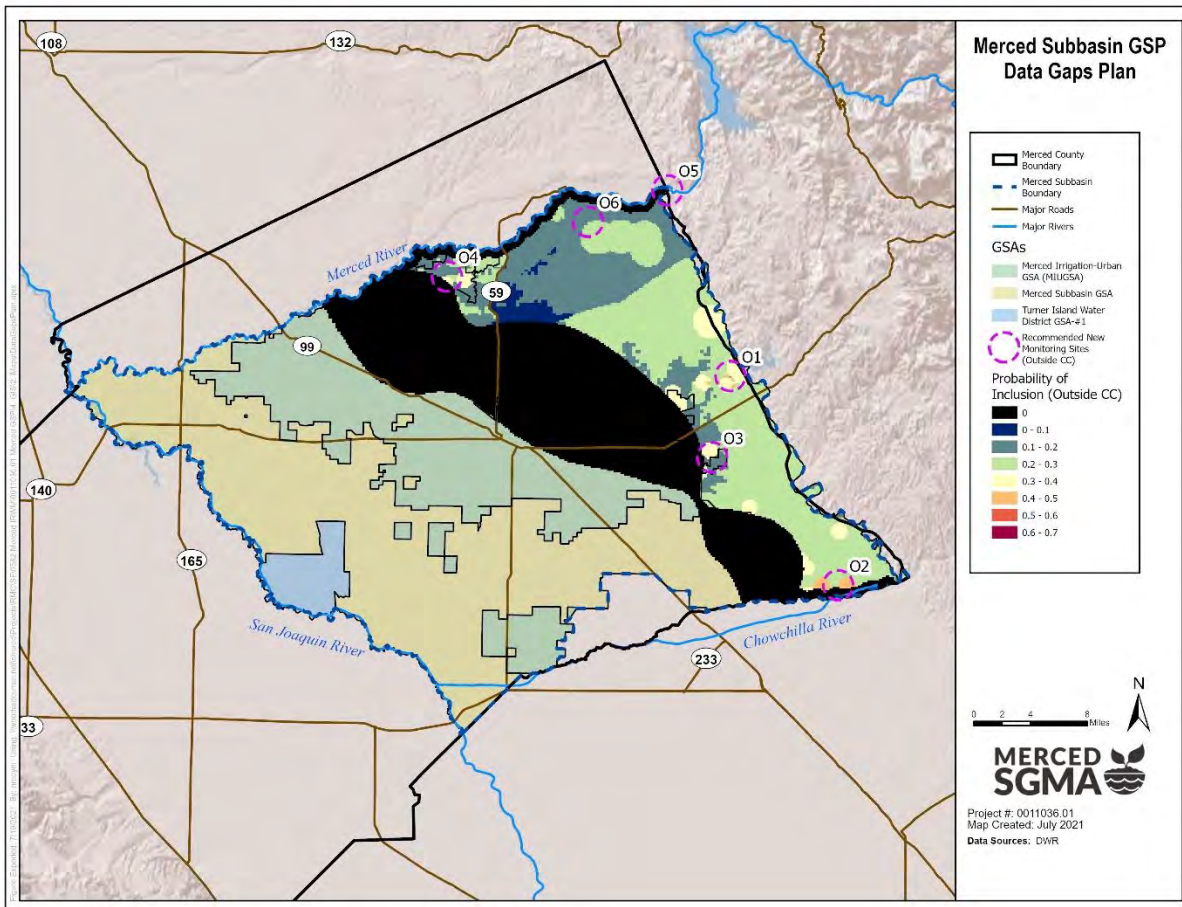 Merced Subbasin GSP
Data Gaps Plan
Merced County
Boundary
Merced Subbasin
Boundary
Major Roads
Major Rivers
GSAs
Merced Irrigation-Urban
GSA (MIUGSA)
Merced Subbasin GSA
Turner Island Water
District GSA-#1
Recommended New
Monitoring Sites
(Outside CC)
Probability of
Inclusion (Outside CC)
0
0 - 0.1
0.1 - 0.2
0.2 - 0.3
0.3 - 0.4
0.4 - 0.5
0.5 - 0.6
0.6 - 0.7
N
0 2 4 8
Miles
MERCED
SGMA
Project #: 0011036.01
Map Created: July 2021
Data Sources: DWR
108
132
O5
O6
Merced River
O4
59
99
O1
O3
140
165
O2
San Joaquin River
Chowchilla River
233
33